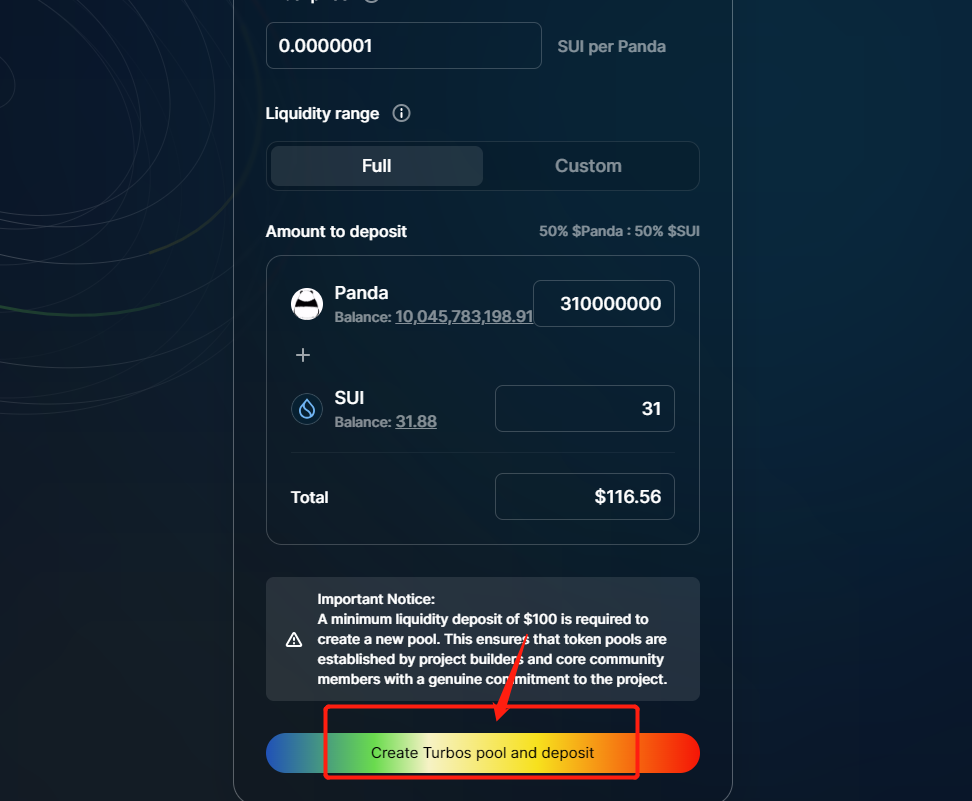 0.0000001
SUI per Panda
Liquidity range
Full
Custom
Amount to deposit
50% $Panda : 50% $SUI
Panda
Balance: 10,045,783,198.91
310000000
+
SUI
Balance: 31.88
31
Total
$116.56
Important Notice:
A minimum liquidity deposit of $100 is required to
create a new pool. This ensures that token pools are
established by project builders and core community
members with a genuine commitment to the project.
Create Turbos pool and deposit